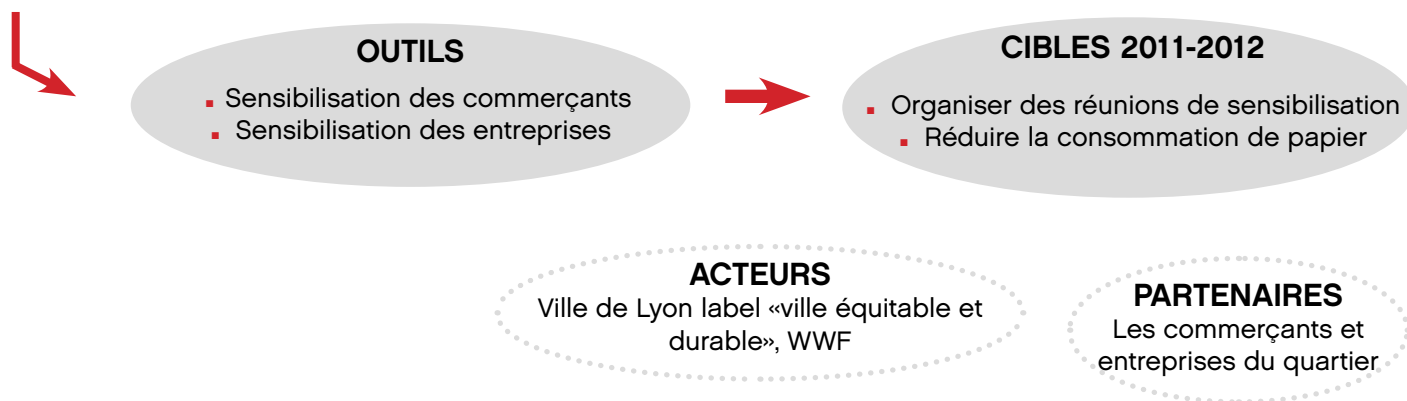 OUTILS
▪ Sensibilisation des commerçants
▪ Sensibilisation des entreprises
CIBLES 2011-2012
▪ Organiser des réunions de sensibilisation
▪ Réduire la consommation de papier
ACTEURS
Ville de Lyon label «ville équitable et
durable», WWF
PARTENAIRES
Les commerçants et
entreprises du quartier